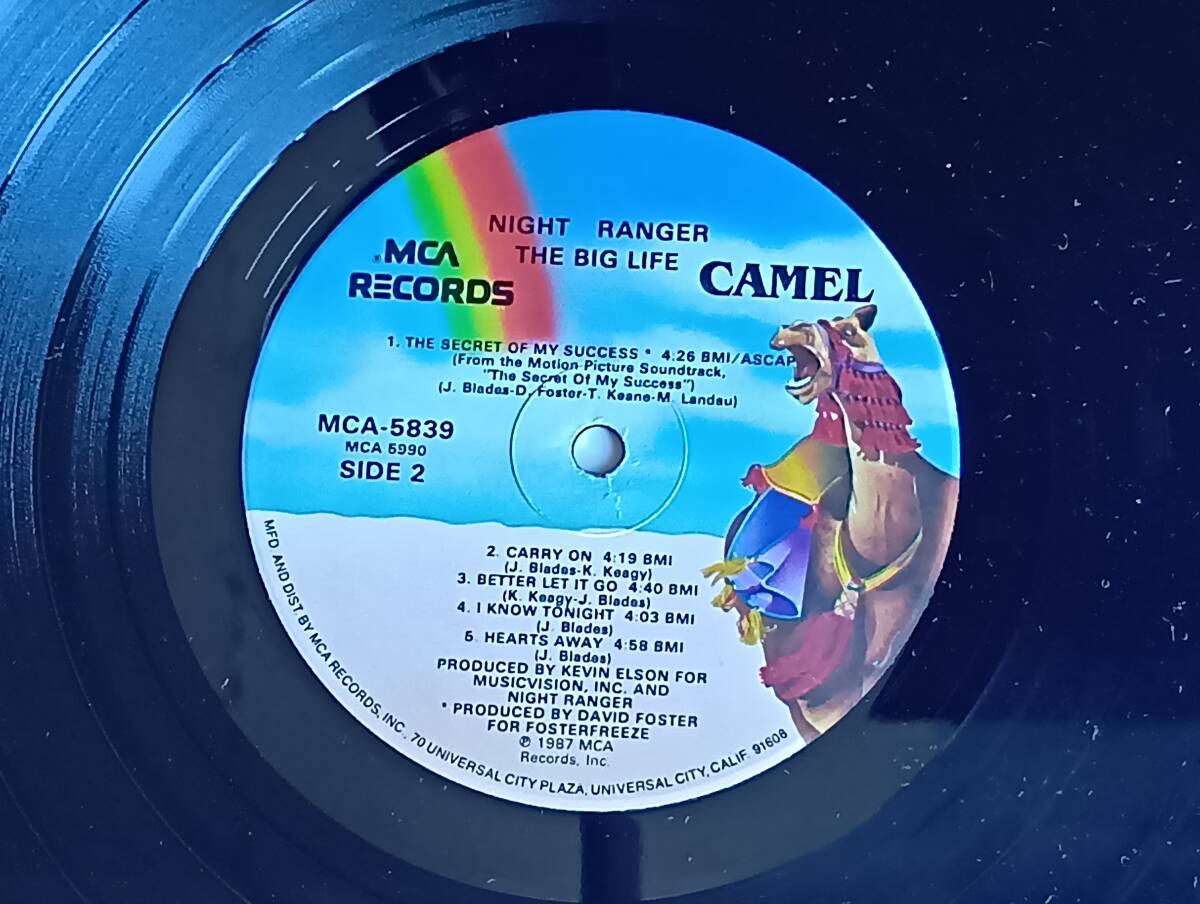 NIGHT RANGER
THE BIG LIFE
®MCA
RECORDS
CAMEL
1. THE SECRET OF MY SUCCESS * 4:26 BMI/ASCAP
(From the Motion Picture Soundtrack,
"The Secret Of My Success")
(J. Blades-D. Foster-T. Keane-M. Landau)
MCA-5839
MCA 5990
SIDE 2
2. CARRY ON 4:19 BMI
(J. Blades-K. Keagy)
3. BETTER LET IT GO 4:40 BMI
(K. Keagy-J. Blades)
4. I KNOW TONIGHT 4:03 BMI
(J. Blades)
5. HEARTS AWAY 4:58 BMI
(J. Blades)
PRODUCED BY KEVIN ELSON FOR
MUSICVISION, INC. AND
NIGHT RANGER
* PRODUCED BY DAVID FOSTER
FOR FOSTERFREEZE
℗ 1987 MCA
Records, Inc.
MFD AND DIST. BY MCA RECORDS, INC., 70 UNIVERSAL CITY PLAZA, UNIVERSAL CITY, CALIF. 91608